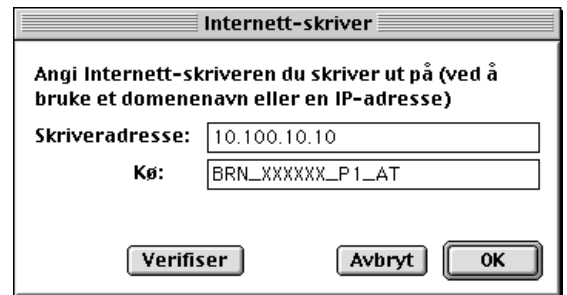 Internett-skriver
Angi Internett-skriveren du skriver ut på (ved å
bruke et domenenavn eller en IP-adresse)
Skriveradresse: 10.100.10.10
Kø: BRN_XXXXXX_P1_AT
Verifiser Avbryt OK